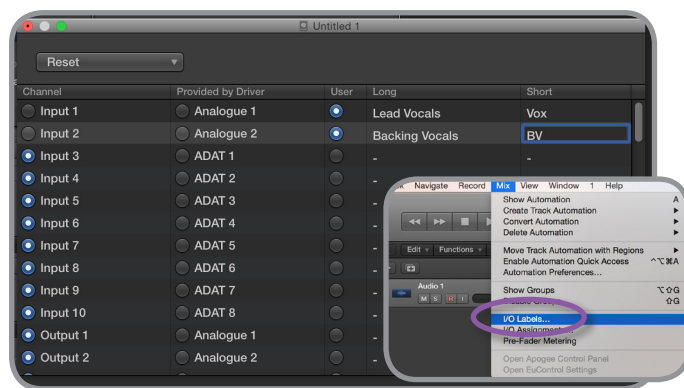 Untitled 1
Reset
Channel Provided by Driver User Long Short
Input 1 Analogue 1 Lead Vocals Vox
Input 2 Analogue 2 Backing Vocals BV
Input 3 ADAT 1 - -
Input 4 ADAT 2 -
Input 5 ADAT 3 -
Input 6 ADAT 4 -
Input 7 ADAT 5 -
Input 8 ADAT 6 -
Input 9 ADAT 7 -
Input 10 ADAT 8 -
Output 1 Analogue 1 -
Output 2 Analogue 2 -
Navigate Record Mix View Window 1 Help
Show Automation A
Create Track Automation
Convert Automation
Delete Automation
Move Track Automation with Regions
Enable Automation Quick Access ^⌥⌘A
Automation Preferences...
Show Groups ⌥⇧G
⇧G
I/O Labels...
I/O Assignment
Pre-Fader Metering
Open Apogee Control Panel
Open EuControl Settings
Edit Functions
Audio 1
M S R I